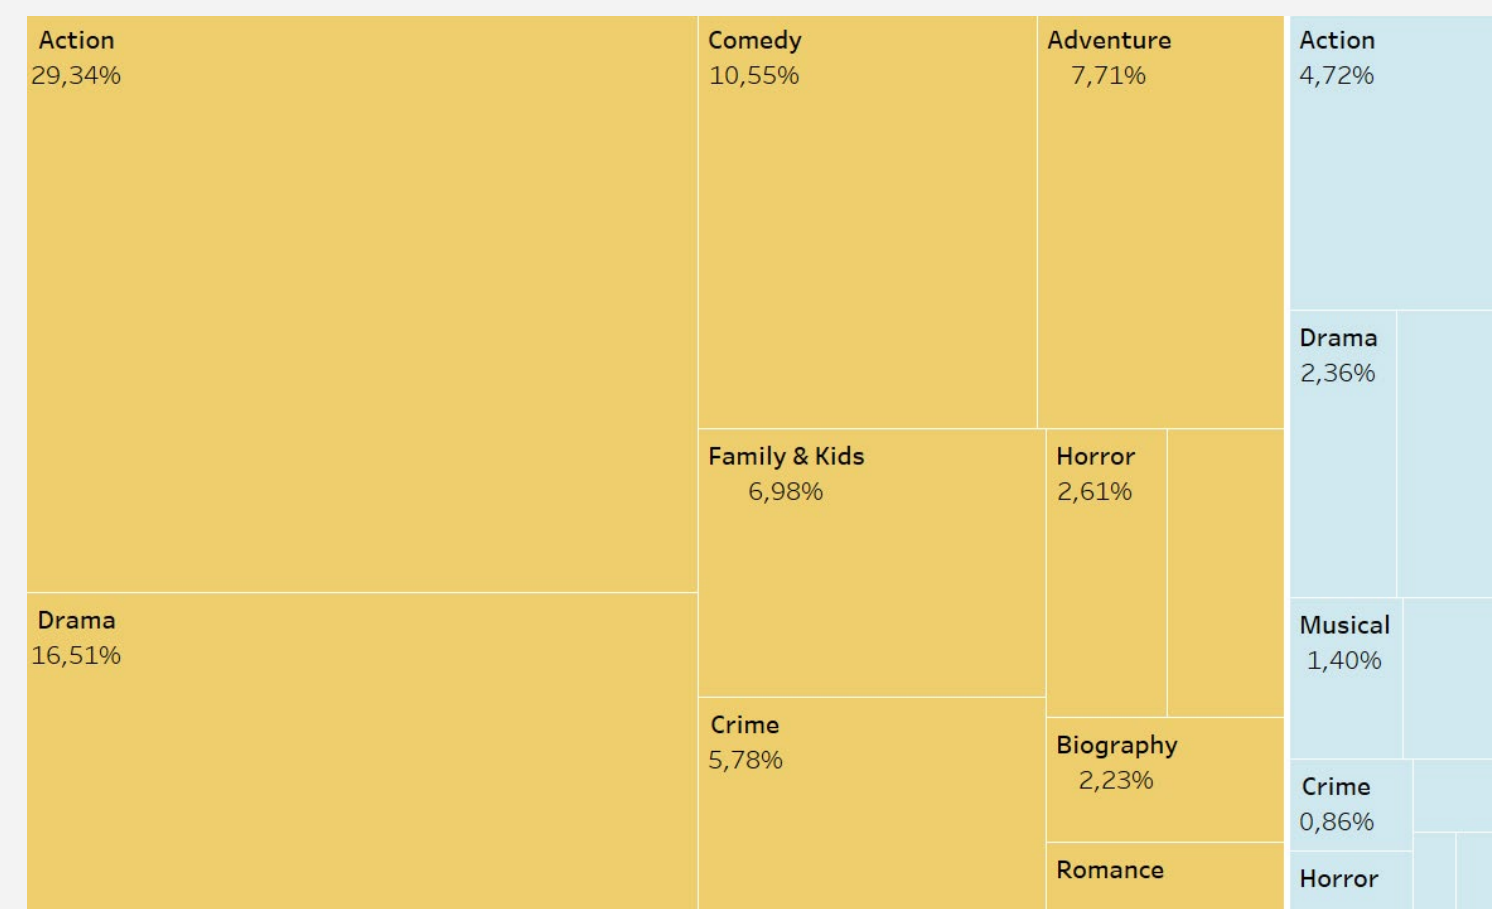 Action
29,34%
Drama
16,51%
Comedy
10,55%
Adventure
7,71%
Family & Kids
6,98%
Crime
5,78%
Horror
2,61%
Biography
2,23%
Romance
Action
4,72%
Drama
2,36%
Musical
1,40%
Crime
0,86%
Horror